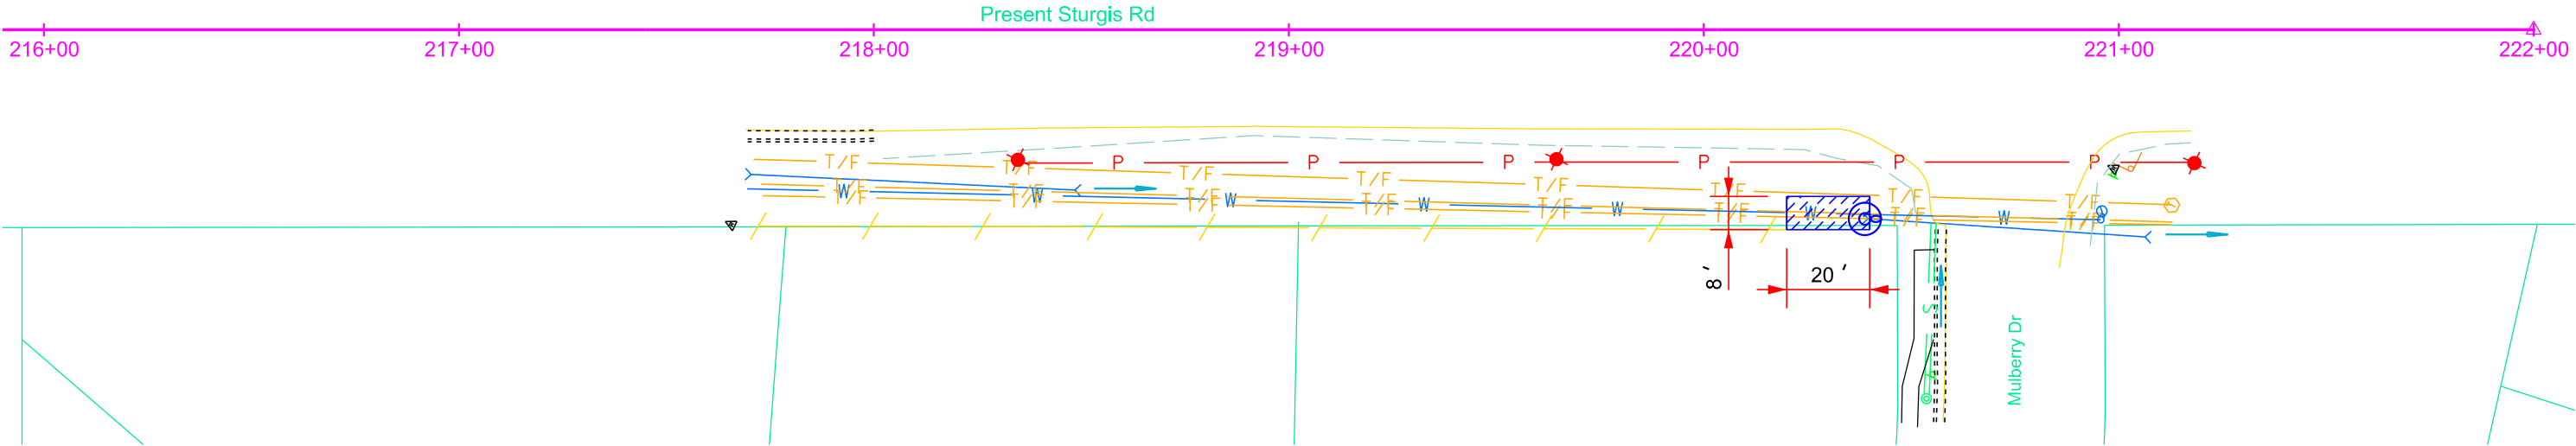 Present Sturgis Rd
216+00 217+00 218+00 219+00 220+00 221+00 222+00
P P P P P P
T/F T/F T/F T/F T/F T/F T/F T/F
T/F T/F T/F T/F T/F T/F T/F
W W W W W W W
8' 20 '
S
Mulberry Dr